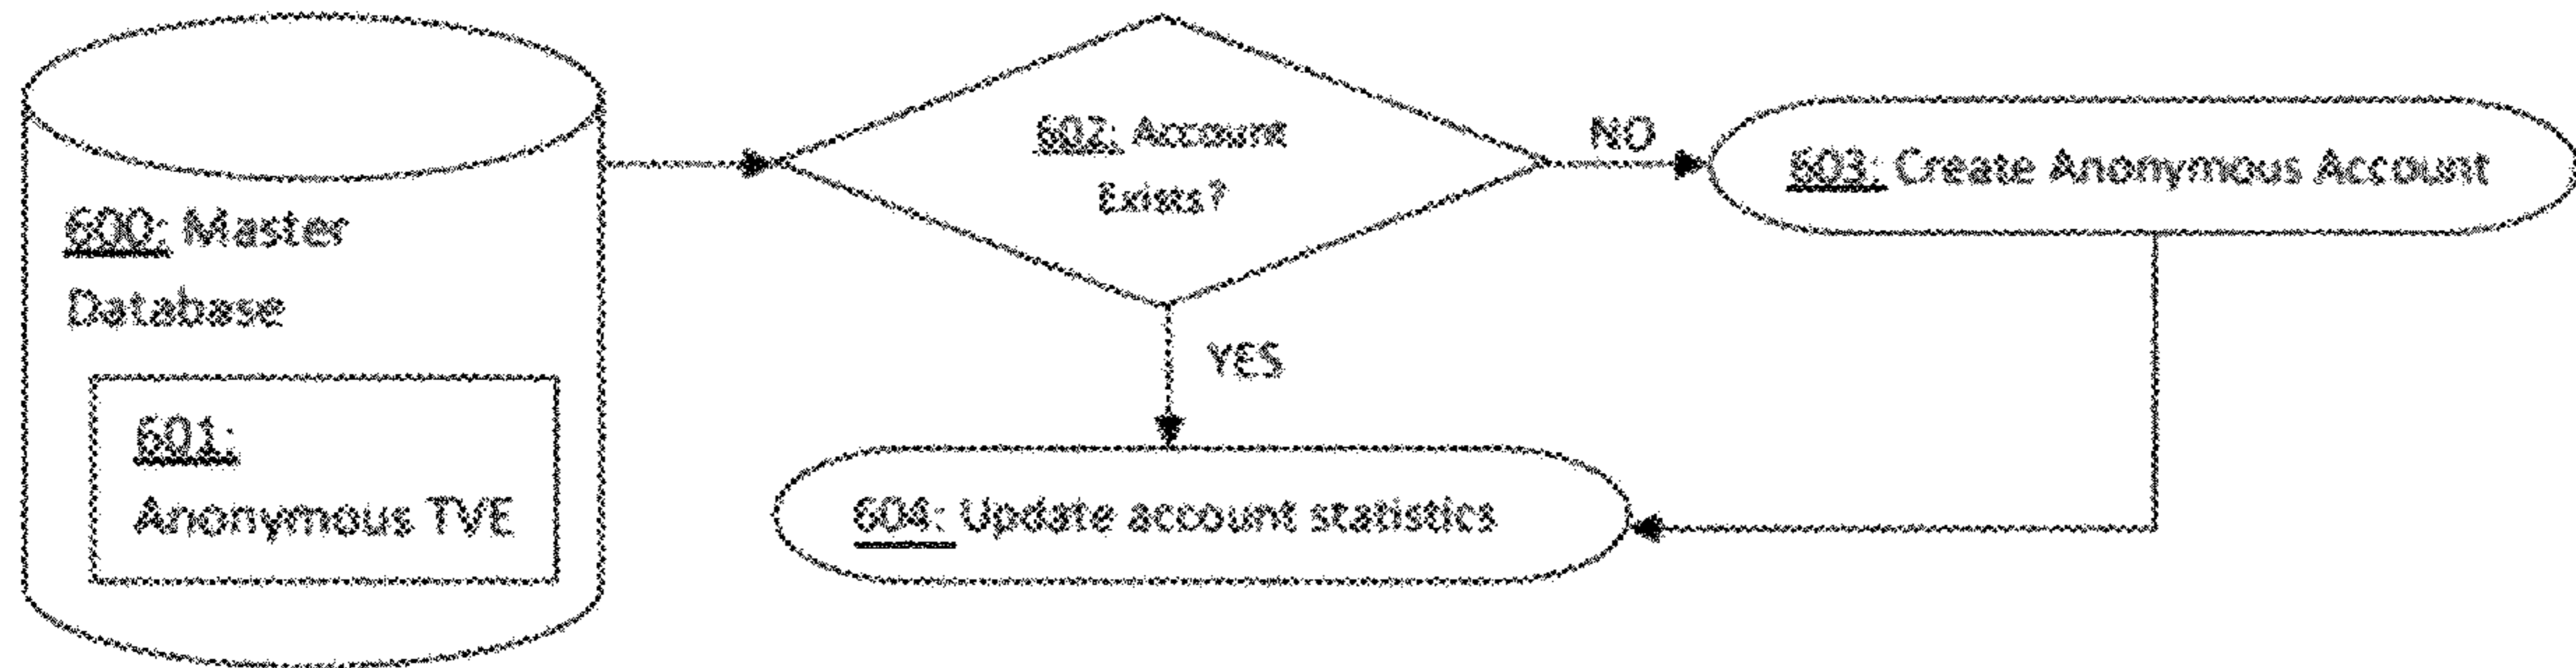 600: Master
Database
601:
Anonymous TVE
602: Account
Exists?
NO
603: Create Anonymous Account
YES
604: Update account statistics